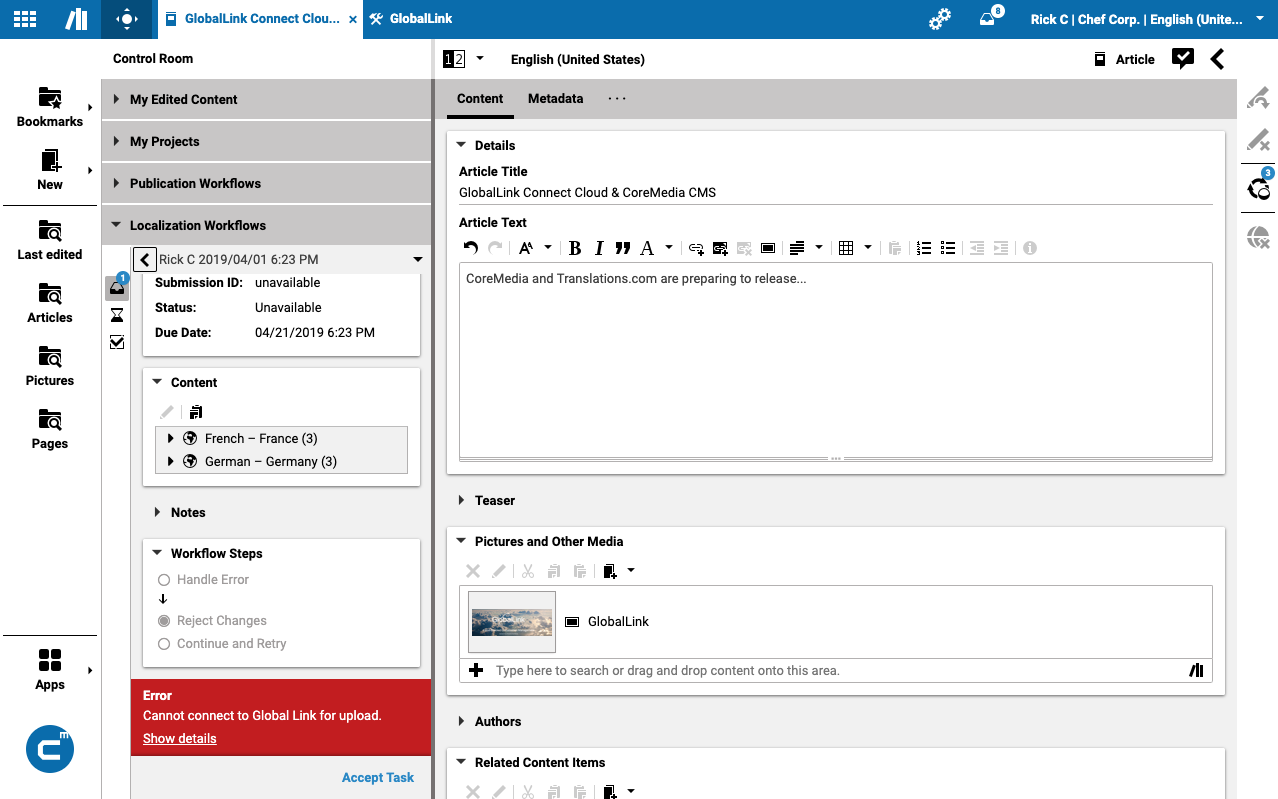 GlobalLink Connect Clou...
GlobalLink
8
Rick C | Chef Corp. | English (Unite...
Control Room
12
English (United States)
Article
Bookmarks
New
Last edited
Articles
Pictures
Pages
Apps
My Edited Content
My Projects
Publication Workflows
Localization Workflows
Rick C 2019/04/01 6:23 PM
1
Submission ID: unavailable
Status: Unavailable
Due Date: 04/21/2019 6:23 PM
Content
French – France (3)
German – Germany (3)
Notes
Workflow Steps
Handle Error
Reject Changes
Continue and Retry
Error
Cannot connect to Global Link for upload.
Show details
Accept Task
Content Metadata ...
Details
Article Title
GlobalLink Connect Cloud & CoreMedia CMS
Article Text
CoreMedia and Translations.com are preparing to release...
Teaser
Pictures and Other Media
GlobalLink
GlobalLink
Type here to search or drag and drop content onto this area.
Authors
Related Content Items
3